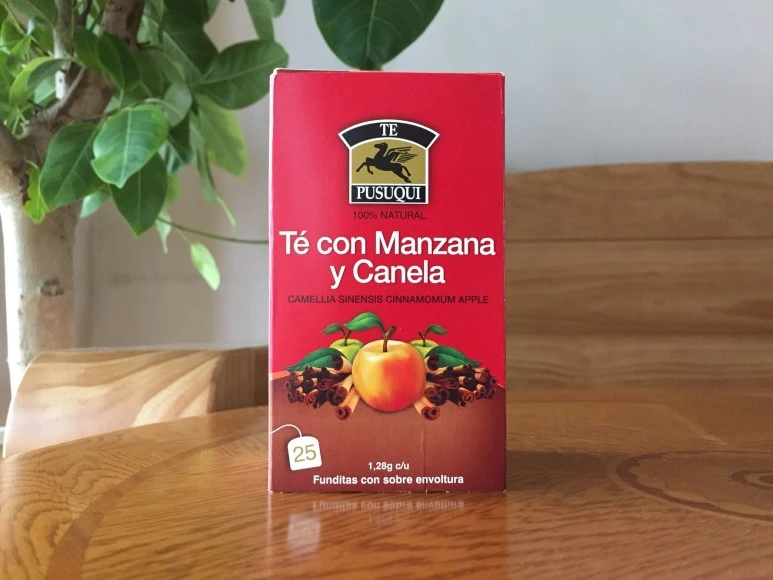 TE
PUSUQUI
100% NATURAL
Té con Manzana
y Canela
CAMELLIA SINENSIS CINNAMOMUM APPLE
25
1,28g c/u
Funditas con sobre envoltura